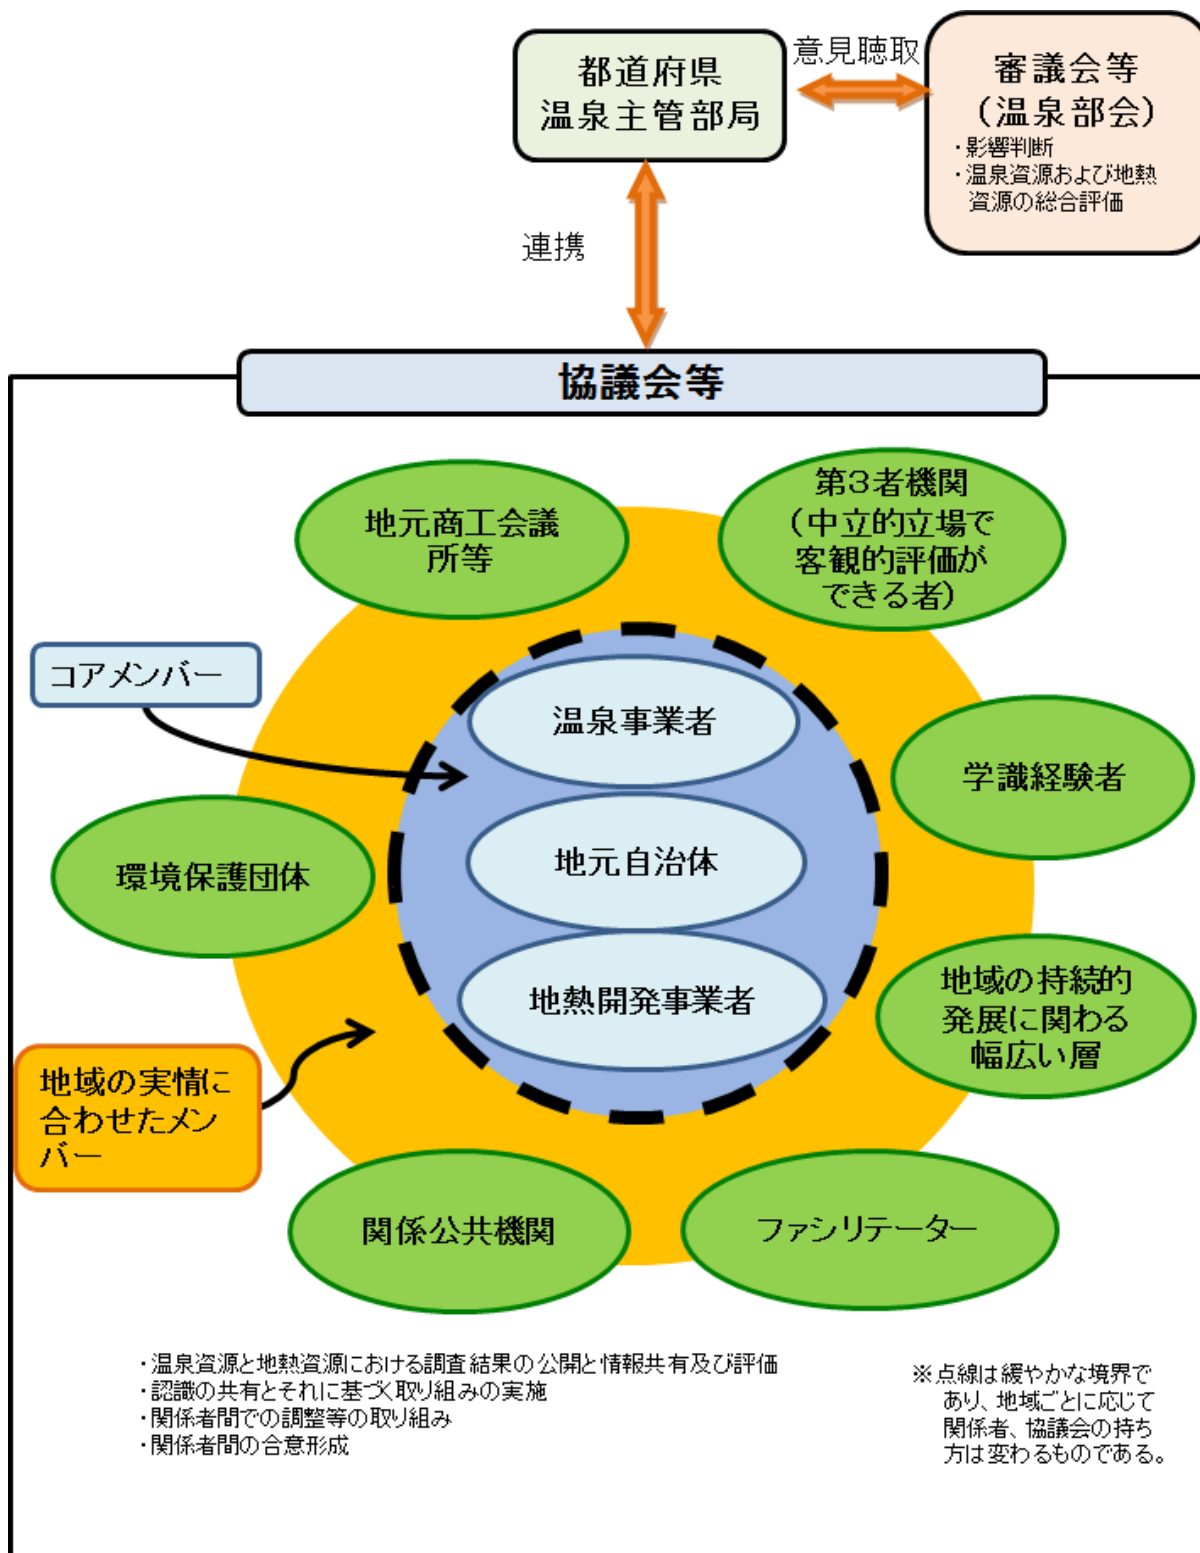 都道府県
温泉主管部局
意見聴取
審議会等
（温泉部会）
・影響判断
・温泉資源および地熱
資源の総合評価
連携
協議会等
地元商工会議
所等
第３者機関
（中立的立場で
客観的評価が
できる者）
コアメンバー
温泉事業者
学識経験者
地元自治体
環境保護団体
地熱開発事業者
地域の持続的
発展に関わる
幅広い層
地域の実情に
合わせたメン
バー
関係公共機関
ファシリテーター
・温泉資源と地熱資源における調査結果の公開と情報共有及び評価
・認識の共有とそれに基づく取り組みの実施
・関係者間での調整等の取り組み
・関係者間の合意形成
※点線は緩やかな境界で
あり、地域ごとに応じて
関係者、協議会の持ち
方は変わるものである。